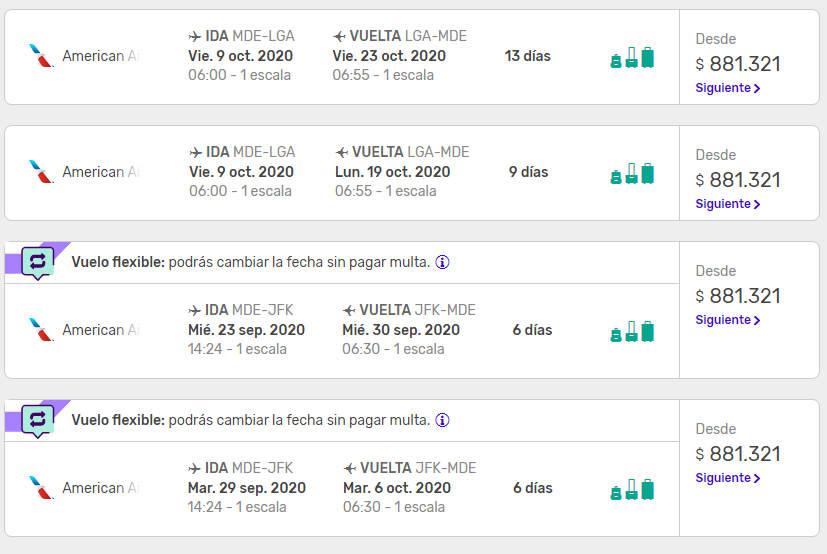 IDA MDE-LGA VUELTA LGA-MDE
American A
Vie. 9 oct. 2020 Vie. 23 oct. 2020 13 días
06:00 - 1 escala 06:55 - 1 escala
Desde
$ 881.321
Siguiente
IDA MDE-LGA VUELTA LGA-MDE
American A
Vie. 9 oct. 2020 Lun. 19 oct. 2020 9 días
06:00 - 1 escala 06:55 - 1 escala
Desde
$ 881.321
Siguiente
Vuelo flexible: podrás cambiar la fecha sin pagar multa.
IDA MDE-JFK VUELTA JFK-MDE
American A
Mié. 23 sep. 2020 Mié. 30 sep. 2020 6 días
14:24 - 1 escala 06:30 - 1 escala
Desde
$ 881.321
Siguiente
Vuelo flexible: podrás cambiar la fecha sin pagar multa.
IDA MDE-JFK VUELTA JFK-MDE
American A
Mar. 29 sep. 2020 Mar. 6 oct. 2020 6 días
14:24 - 1 escala 06:30 - 1 escala
Desde
$ 881.321
Siguiente